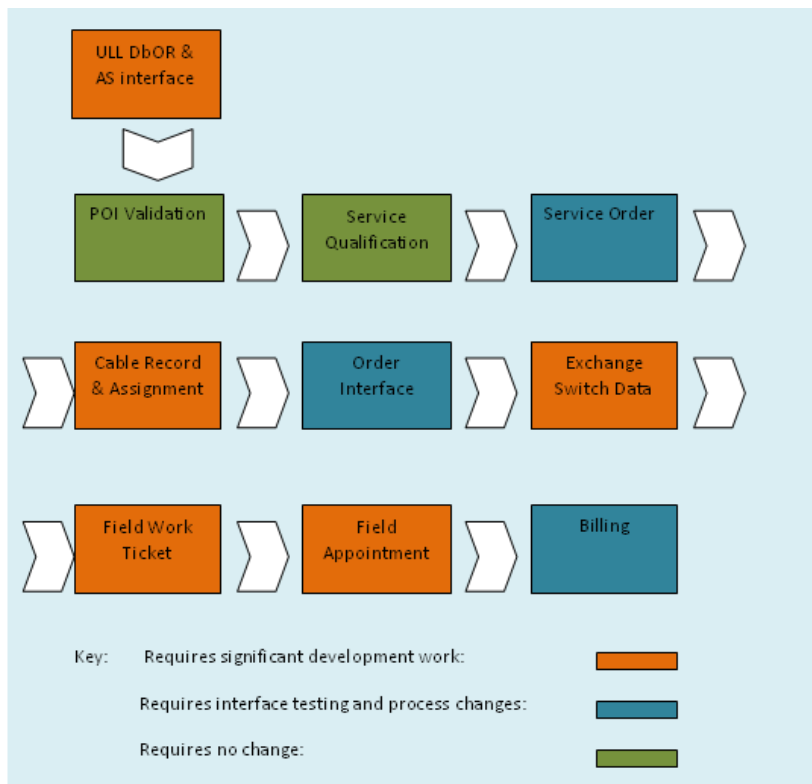 ULL DbOR &
AS interface
POI Validation
Service
Qualification
Service Order
Cable Record
& Assignment
Order
Interface
Exchange
Switch Data
Field Work
Ticket
Field
Appointment
Billing
Key: Requires significant development work:
Requires interface testing and process changes:
Requires no change: